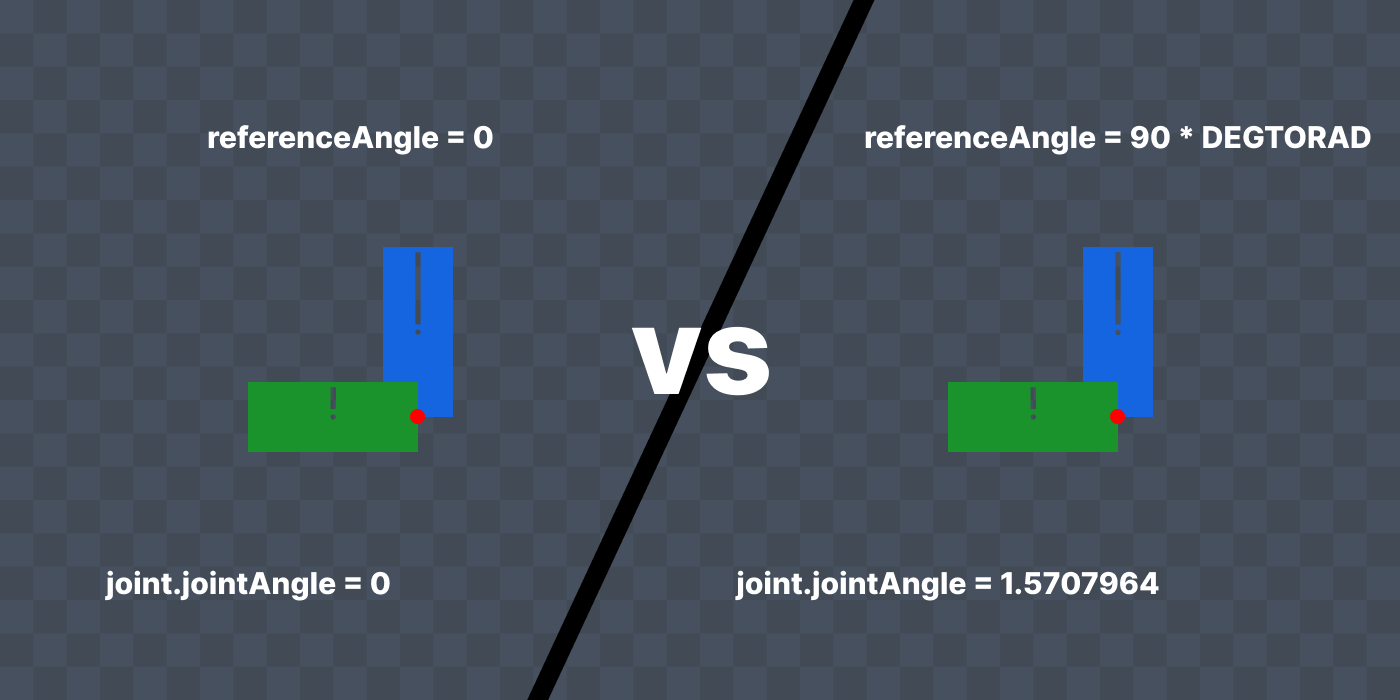 referenceAngle = 0
referenceAngle = 90 * DEGTORAD
vs
joint.jointAngle = 0
joint.jointAngle = 1.5707964